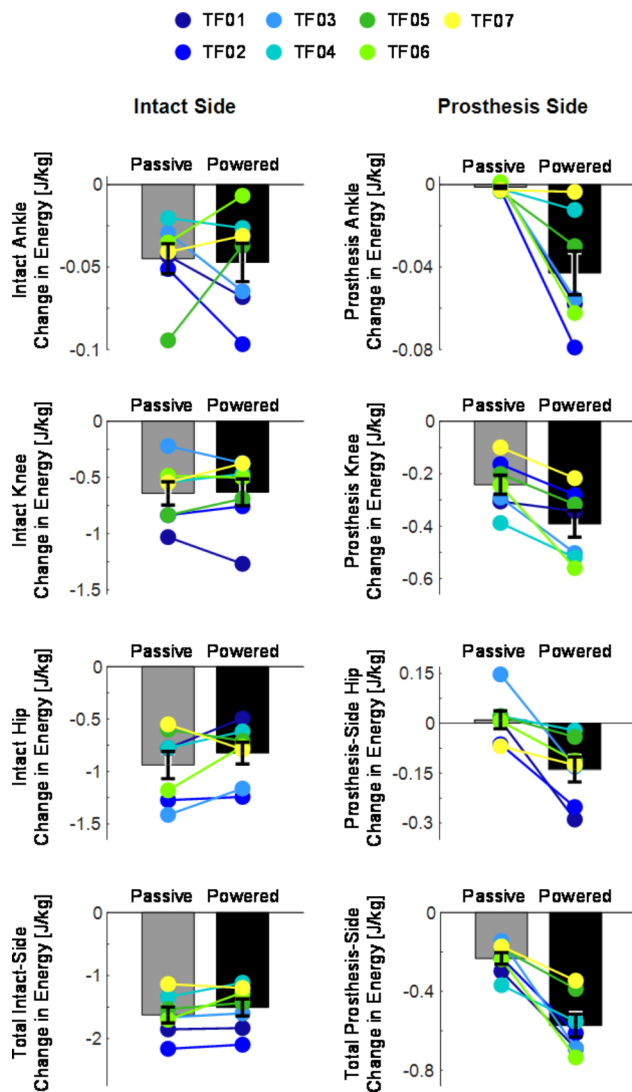 TF01 TF03 TF05 TF07
TF02 TF04 TF06
Intact Side Prosthesis Side
Passive Powered
0
-0.05
-0.1
Intact Ankle
Change in Energy [J/kg]
Passive Powered
0
-0.04
-0.08
Prosthesis Ankle
Change in Energy [J/kg]
Passive Powered
0
-0.5
-1
-1.5
Intact Knee
Change in Energy [J/kg]
Passive Powered
0
-0.2
-0.4
-0.6
Prosthesis Knee
Change in Energy [J/kg]
Passive Powered
0
-0.5
-1
-1.5
Intact Hip
Change in Energy [J/kg]
Passive Powered
0.15
0
-0.15
-0.3
Prosthesis-Side Hip
Change in Energy [J/kg]
Passive Powered
0
-1
-2
Total Intact-Side
Change in Energy [J/kg]
Passive Powered
0
-0.4
-0.8
Total Prosthesis-Side
Change in Energy [J/kg]